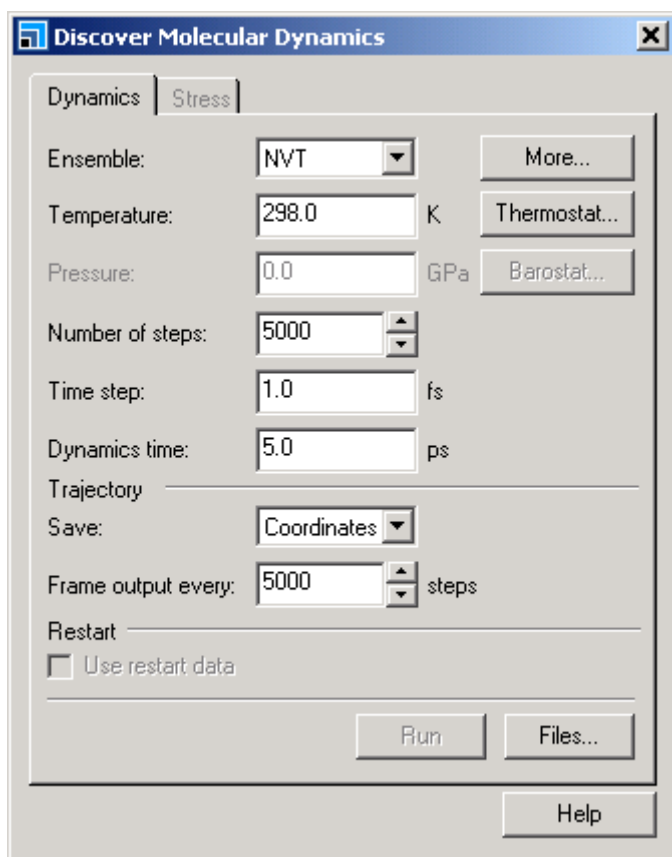 Discover Molecular Dynamics
Dynamics Stress
Ensemble: NVT More...
Temperature: 298.0 K Thermostat...
Pressure: 0.0 GPa Barostat...
Number of steps: 5000
Time step: 1.0 fs
Dynamics time: 5.0 ps
Trajectory
Save: Coordinates
Frame output every: 5000 steps
Restart
Use restart data
Run Files...
Help